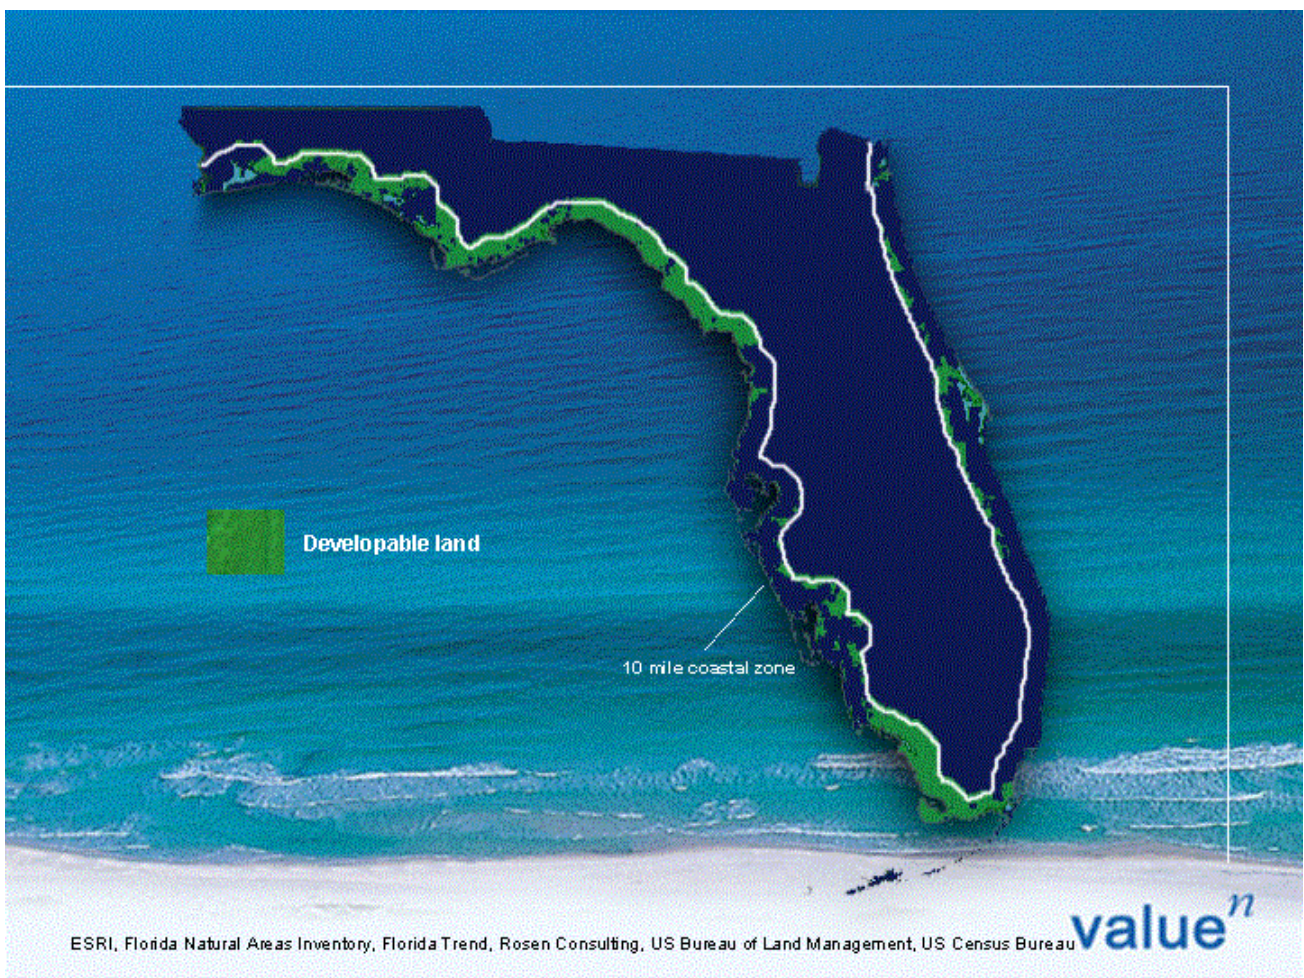 Developable land
10 mile coastal zone
value^n
ESRI, Florida Natural Areas Inventory, Florida Trend, Rosen Consulting, US Bureau of Land Management, US Census Bureau